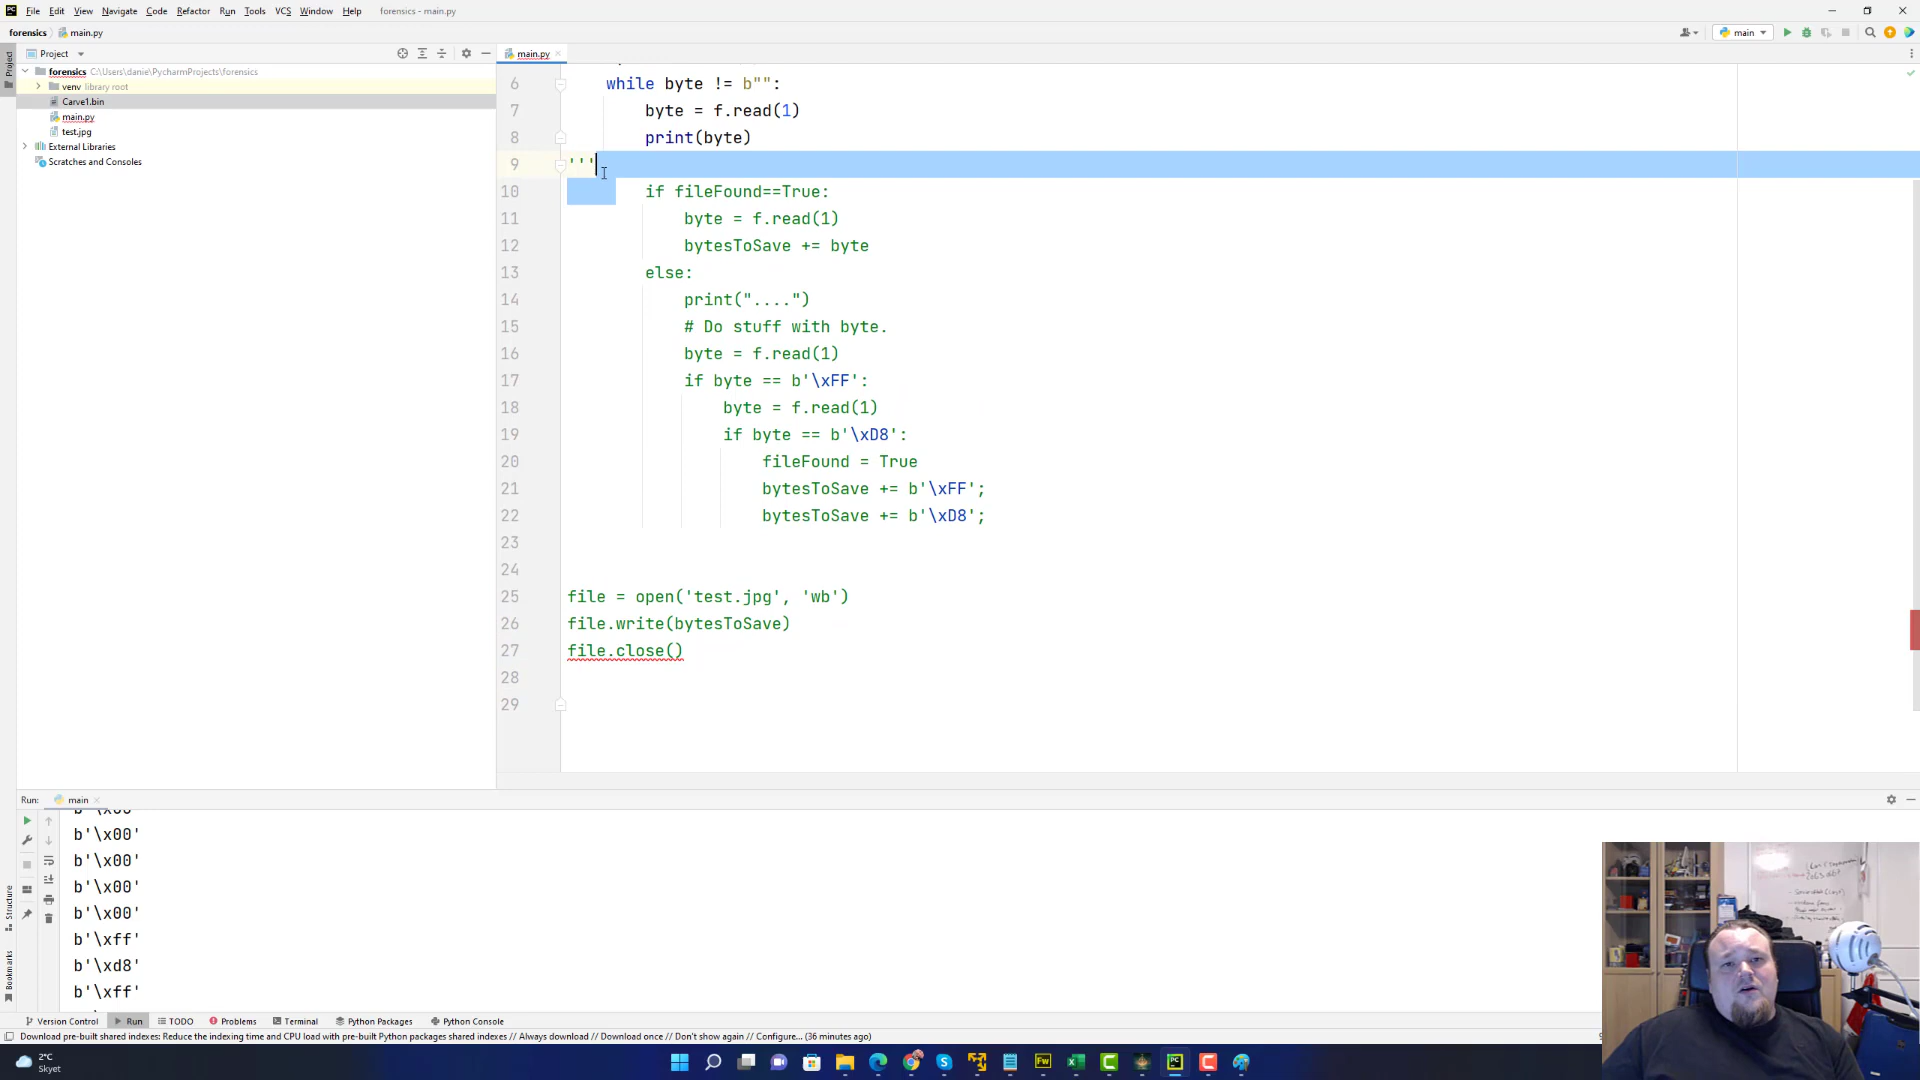 File Edit View Navigate Code Refactor Run Tools VCS Window Help forensics - main.py
forensics main.py
main
Project
main.py
forensics C:\Users\danie\PycharmProjects\forensics
venv library root
Carve1.bin
main.py
test.jpg
External Libraries
Scratches and Consoles
Project
6 while byte != b"":
7 byte = f.read(1)
8 print(byte)
9 '''
10 if fileFound==True:
11 byte = f.read(1)
12 bytesToSave += byte
13 else:
14 print("....")
15 # Do stuff with byte.
16 byte = f.read(1)
17 if byte == b'\xFF':
18 byte = f.read(1)
19 if byte == b'\xD8':
20 fileFound = True
21 bytesToSave += b'\xFF';
22 bytesToSave += b'\xD8';
23
24
25 file = open('test.jpg', 'wb')
26 file.write(bytesToSave)
27 file.close()
28
29
Run: main
b'\x00'
b'\x00'
b'\x00'
b'\x00'
b'\xff'
b'\xd8'
b'\xff'
Structure
Bookmarks
Version Control Run TODO Problems Terminal Python Packages Python Console
Download pre-built shared indexes: Reduce the indexing time and CPU load with pre-built Python packages shared indexes // Always download // Download once // Don't show again // Configure... (36 minutes ago)
2°C
Skyet